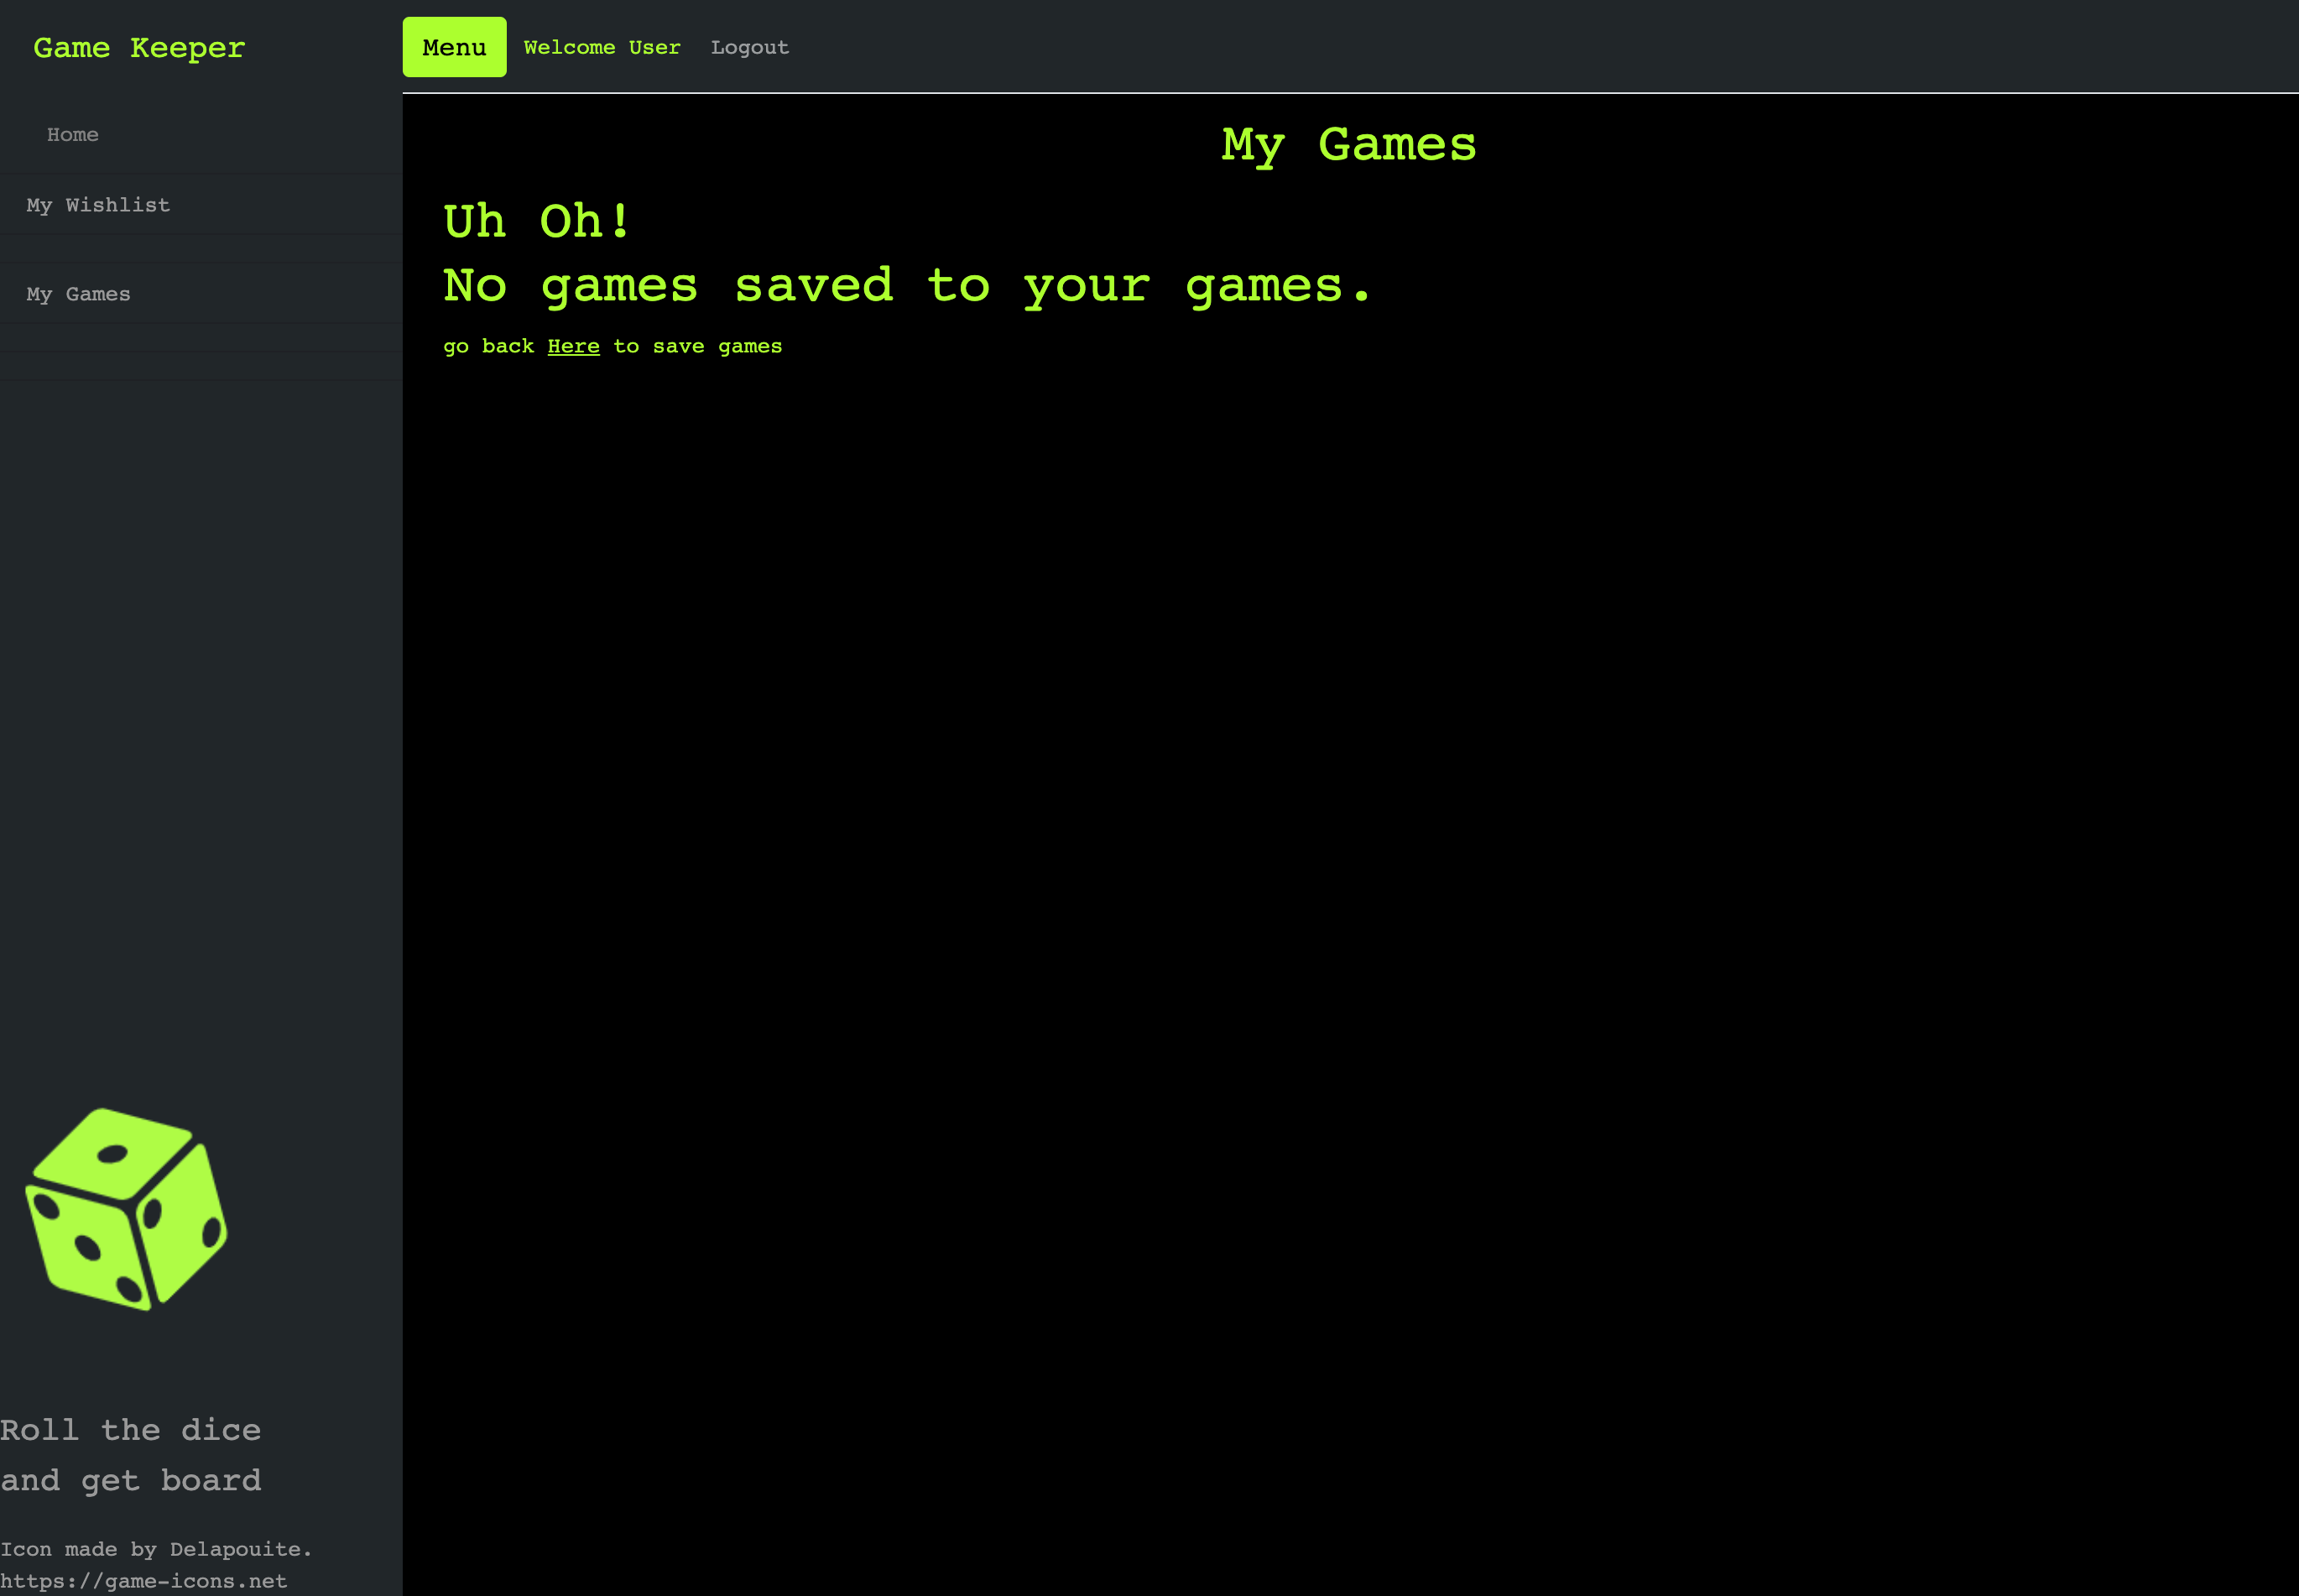 Game Keeper
Menu
Welcome User
Logout
Home
My Wishlist
My Games
My Games
Uh Oh!
No games saved to your games.
go back Here to save games
Roll the dice
and get board
Icon made by Delapouite.
https://game-icons.net